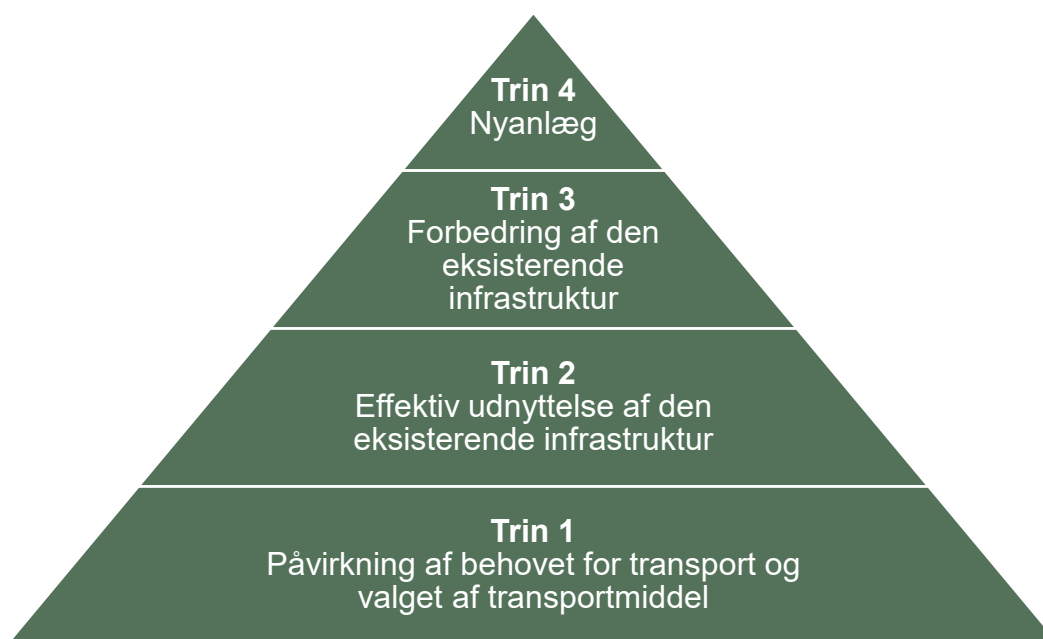 Trin 4
Nyanlæg
Trin 3
Forbedring af den
eksisterende
infrastruktur
Trin 2
Effektiv udnyttelse af den
eksisterende infrastruktur
Trin 1
Påvirkning af behovet for transport og
valget af transportmiddel